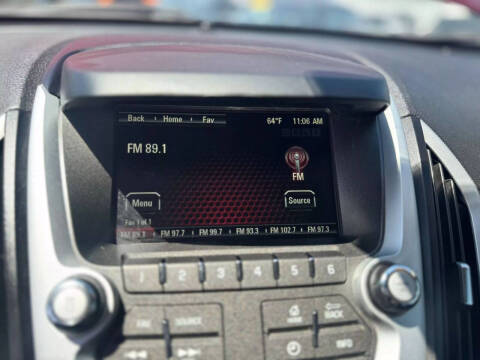 Back Home Fav 64°F 11:06 AM
FM 89.1
FM
Menu Source
Fav 1 of 1
FM 89.1 FM 97.7 FM 99.7 FM 93.3 FM 102.7 FM 97.3
1 2 3 4 5 6
FAV SOURCE HOME BACK
INFO